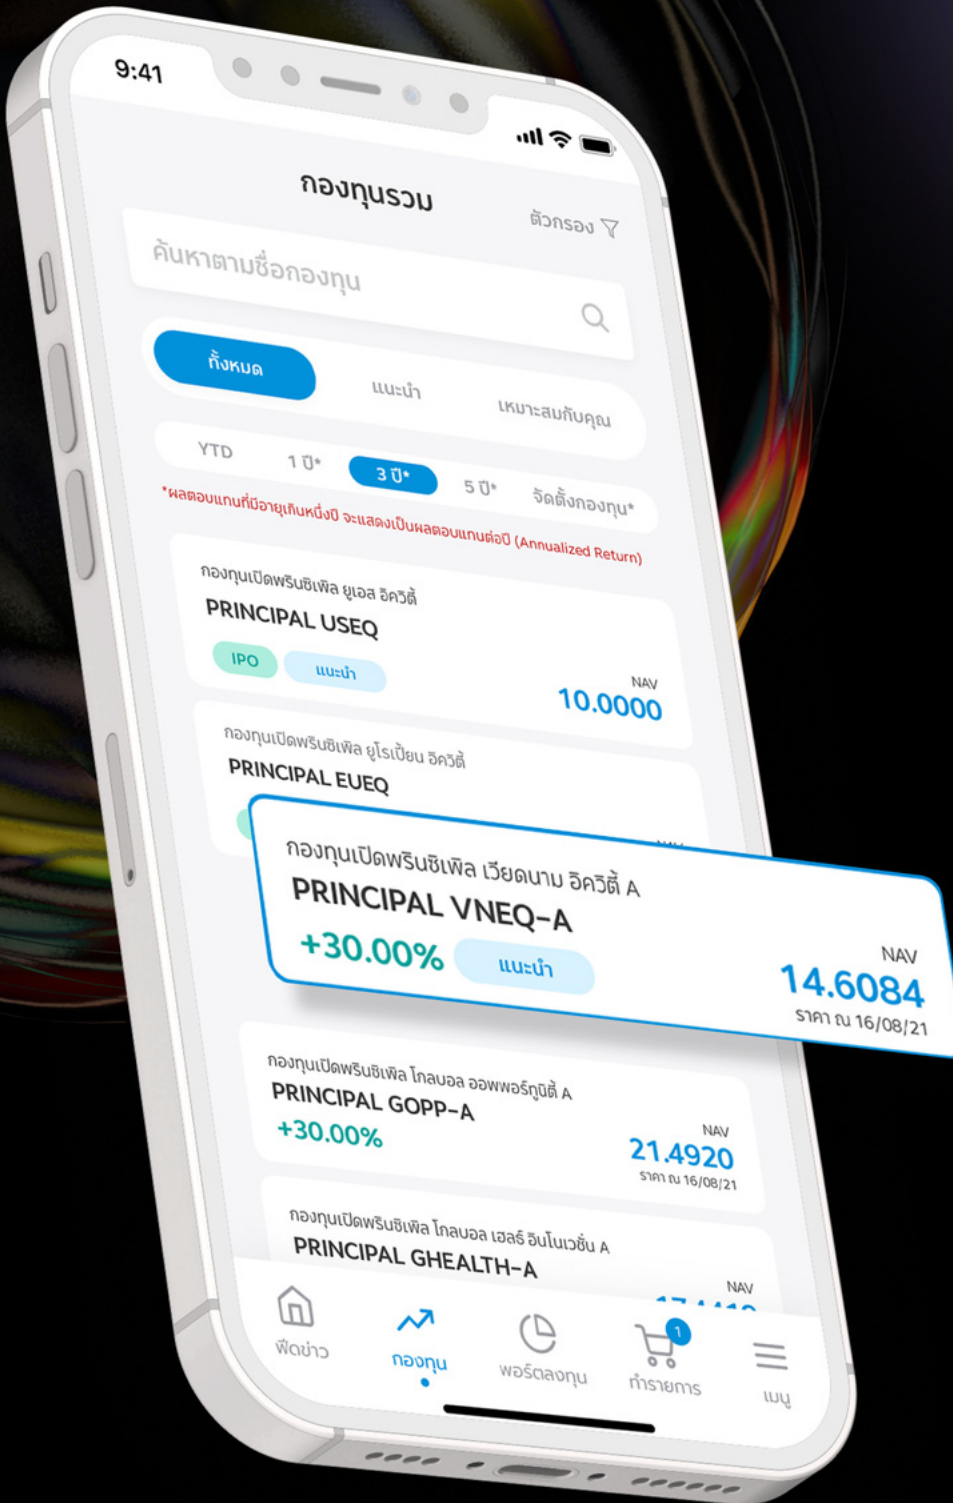 9:41
กองทุนรวม
ตัวกรอง
ค้นหาตามชื่อกองทุน
ทั้งหมด แนะนำ เหมาะสมกับคุณ
YTD 1 ปี* 3 ปี* 5 ปี* จัดตั้งกองทุน*
*ผลตอบแทนที่มีอายุเกินหนึ่งปี จะแสดงเป็นผลตอบแทนต่อปี (Annualized Return)
กองทุนเปิดพรินซิเพิล ยูเอส อิควิตี้
PRINCIPAL USEQ
IPO แนะนำ
NAV
10.0000
กองทุนเปิดพรินซิเพิล ยูโรเปี้ยน อิควิตี้
PRINCIPAL EUEQ
กองทุนเปิดพรินซิเพิล เวียดนาม อิควิตี้ A
PRINCIPAL VNEQ-A
+30.00% แนะนำ
NAV
14.6084
ราคา ณ 16/08/21
กองทุนเปิดพรินซิเพิล โกลบอล ออพพอร์ทูนิตี้ A
PRINCIPAL GOPP-A
+30.00%
NAV
21.4920
ราคา ณ 16/08/21
กองทุนเปิดพรินซิเพิล โกลบอล เฮลธ์ อินโนเวชั่น A
PRINCIPAL GHEALTH-A
NAV
ฟีดข่าว กองทุน พอร์ตลงทุน 1 ทำรายการ เมนู